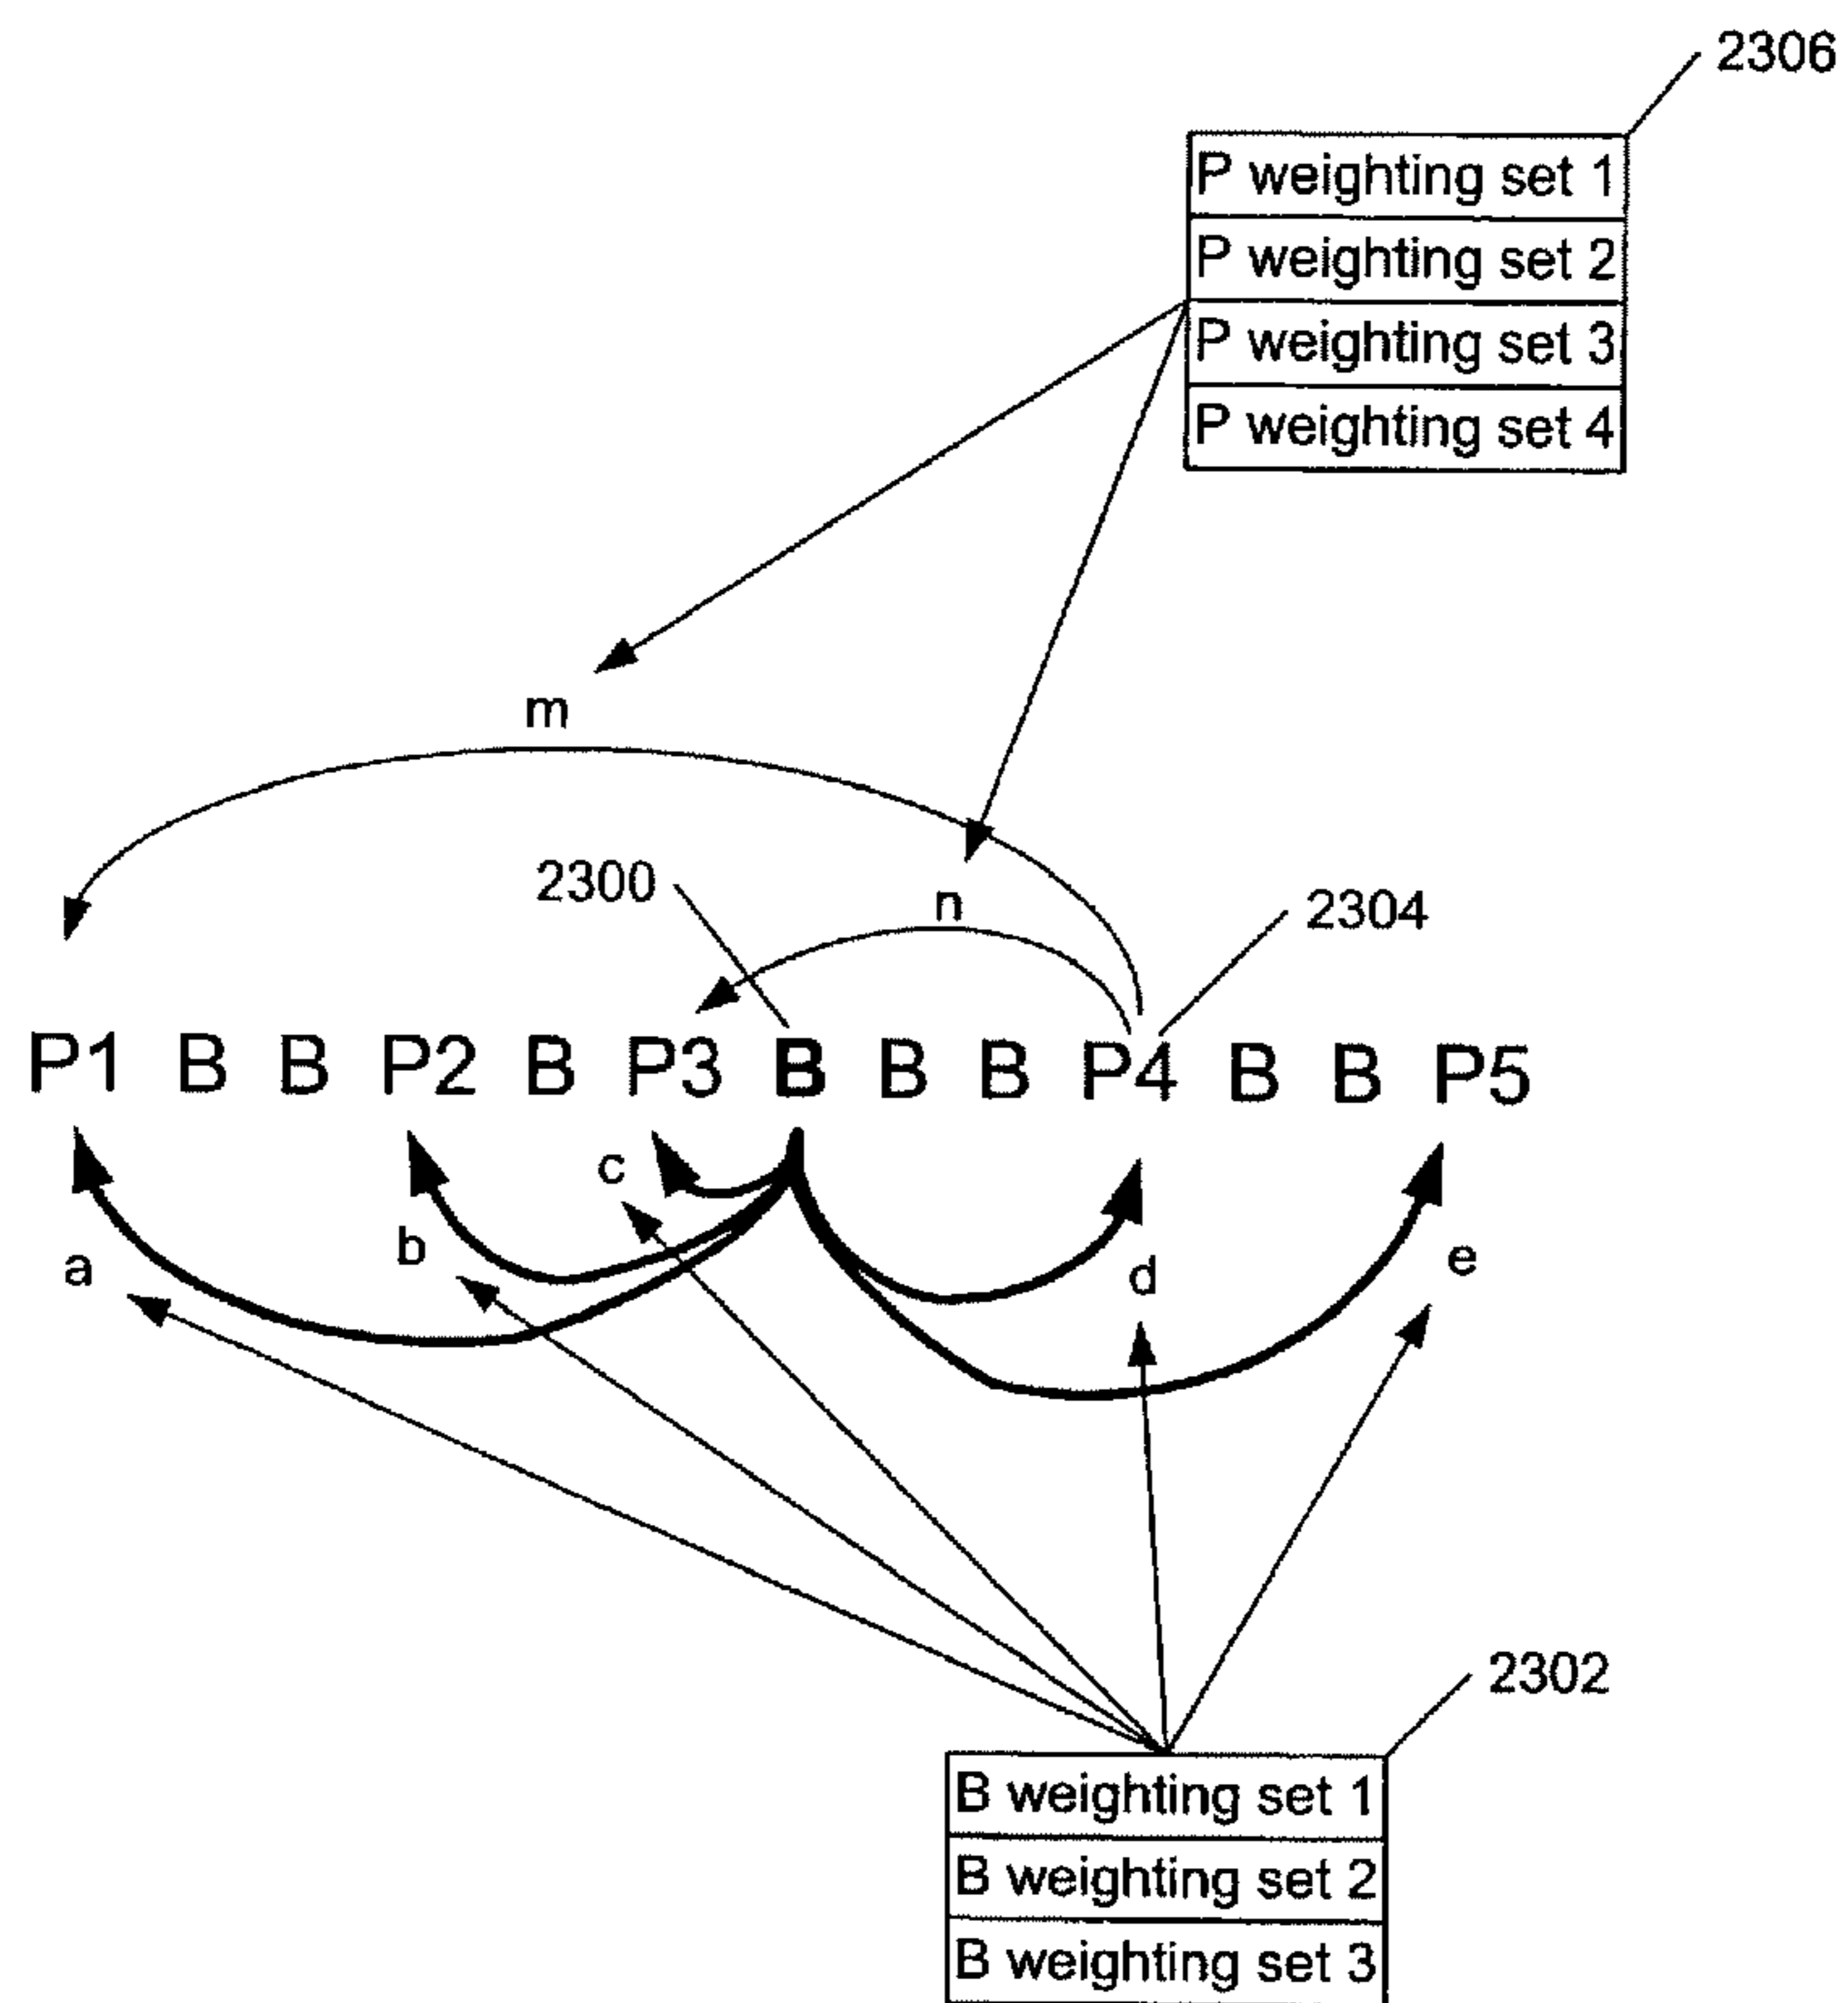 2306
P weighting set 1
P weighting set 2
P weighting set 3
P weighting set 4
m
2300
n
2304
P1 B B P2 B P3 B B B P4 B B P5
c
b
a
d
e
2302
B weighting set 1
B weighting set 2
B weighting set 3